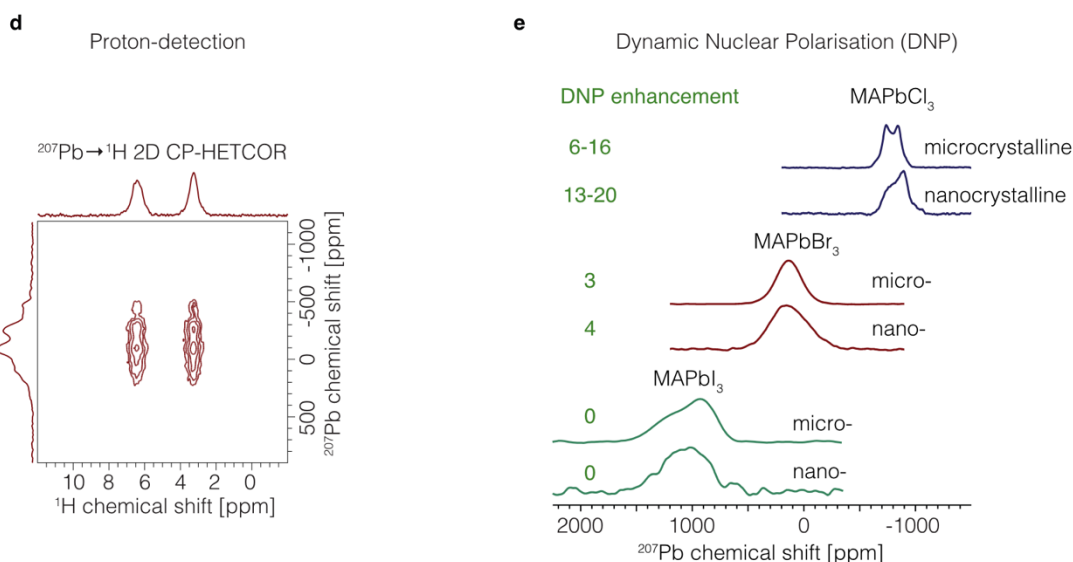 d
Proton-detection
²⁰⁷Pb→¹H 2D CP-HETCOR
-1000
-500
0
500
²⁰⁷Pb chemical shift [ppm]
10 8 6 4 2 0
¹H chemical shift [ppm]
e
Dynamic Nuclear Polarisation (DNP)
DNP enhancement
MAPbCl₃
6-16
microcrystalline
13-20
nanocrystalline
MAPbBr₃
3
micro-
4
nano-
MAPbI₃
0
micro-
0
nano-
2000 1000 0 -1000
²⁰⁷Pb chemical shift [ppm]